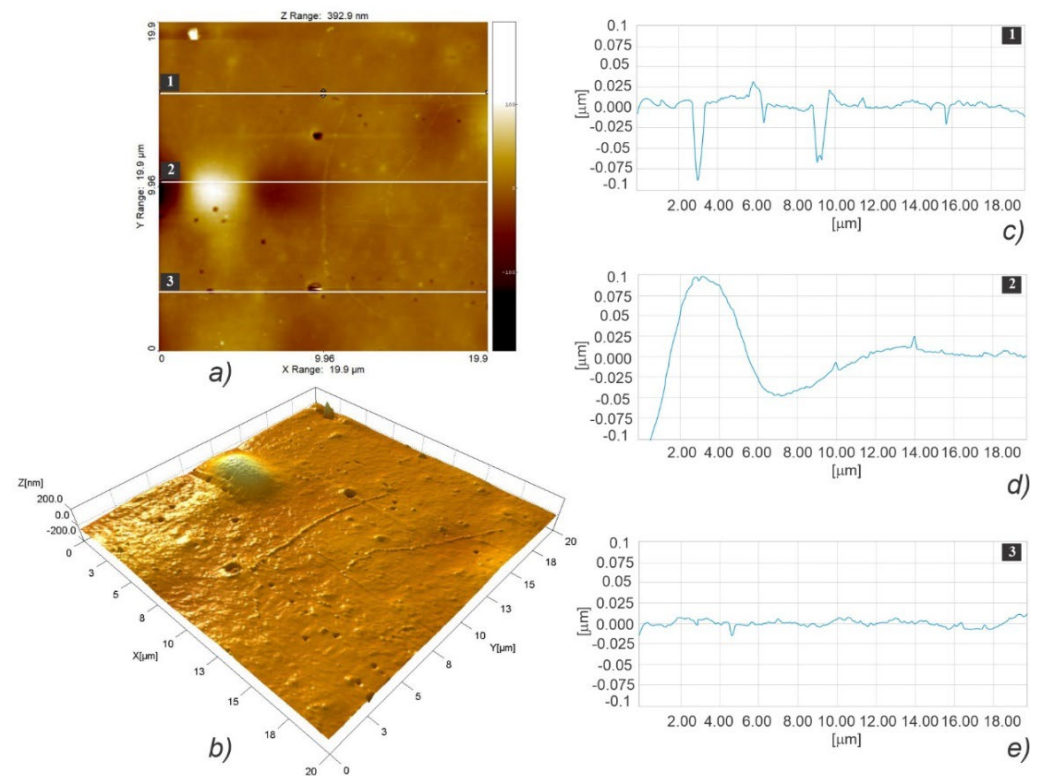 Z Range: 392.9 nm
19.9
1
2
3
Y Range: 19.9 µm
9.96
0
100
0
-100
0 9.96 19.9
X Range: 19.9 µm
a)
Z[nm]
200.0
0.0
-200.0
0
3
5
8
10
13
15
18
20
X[µm]
0
3
5
8
10
13
15
18
20
Y[µm]
b)
1
0.1
0.075
0.05
0.025
0.000
-0.025
-0.05
-0.075
-0.1
[µm]
2.00 4.00 6.00 8.00 10.00 12.00 14.00 16.00 18.00
[µm]
c)
2
0.1
0.075
0.05
0.025
0.000
-0.025
-0.05
-0.075
-0.1
[µm]
2.00 4.00 6.00 8.00 10.00 12.00 14.00 16.00 18.00
[µm]
d)
3
0.1
0.075
0.05
0.025
0.000
-0.025
-0.05
-0.075
-0.1
[µm]
2.00 4.00 6.00 8.00 10.00 12.00 14.00 16.00 18.00
[µm]
e)